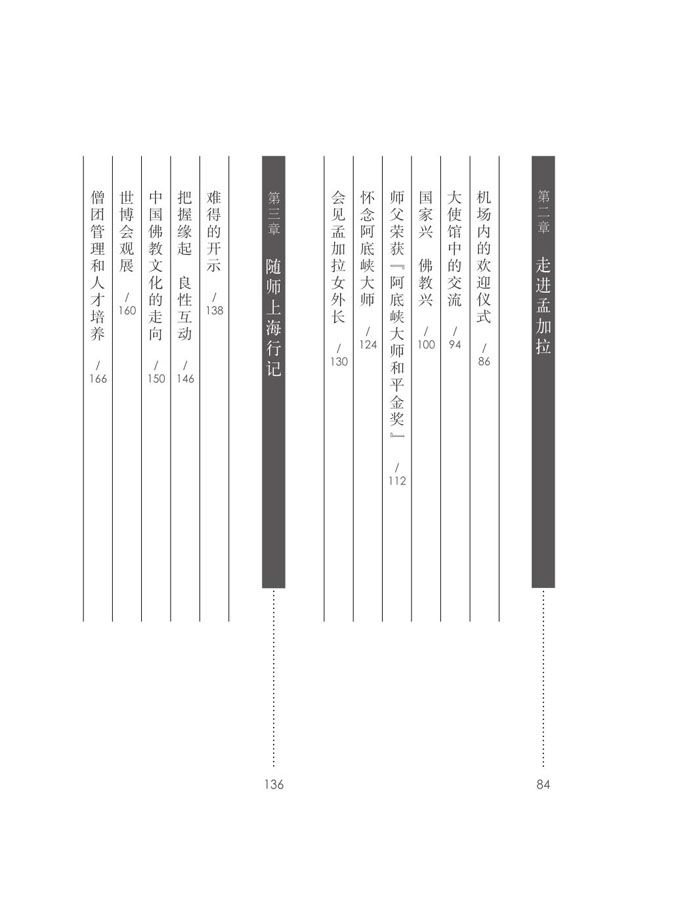 第二章 走进孟加拉 84
机场内的欢迎仪式 / 86
大使馆中的交流 / 94
国家兴 佛教兴 / 100
师父荣获『阿底峡大师和平金奖』 / 112
怀念阿底峡大师 / 124
会见孟加拉女外长 / 130
第三章 随师上海行记 136
难得的开示 / 138
把握缘起 良性互动 / 146
中国佛教文化的走向 / 150
世博会观展 / 160
僧团管理和人才培养 / 166